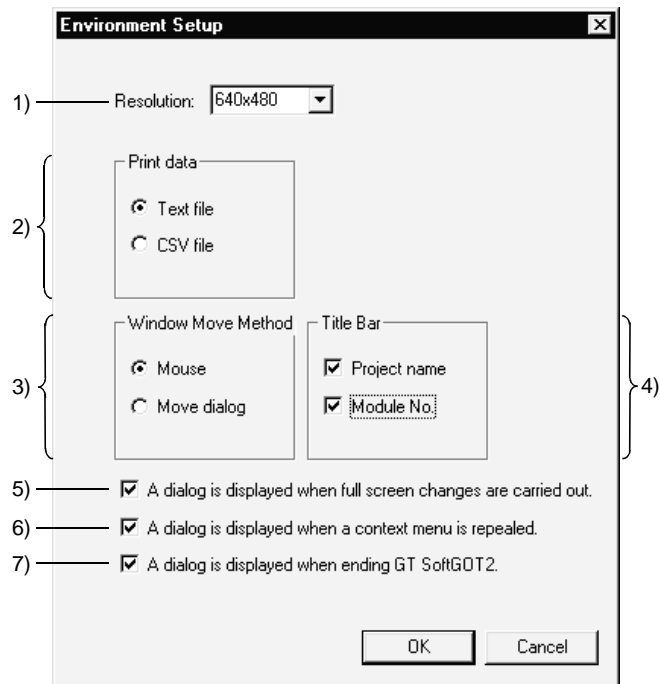 Environment Setup
1) Resolution: 640x480
Print data
2)
Text file
CSV file
Window Move Method Title Bar
3) 4)
Mouse Project name
Move dialog Module No.
5) A dialog is displayed when full screen changes are carried out.
6) A dialog is displayed when a context menu is repealed.
7) A dialog is displayed when ending GT SoftGOT2.
OK Cancel